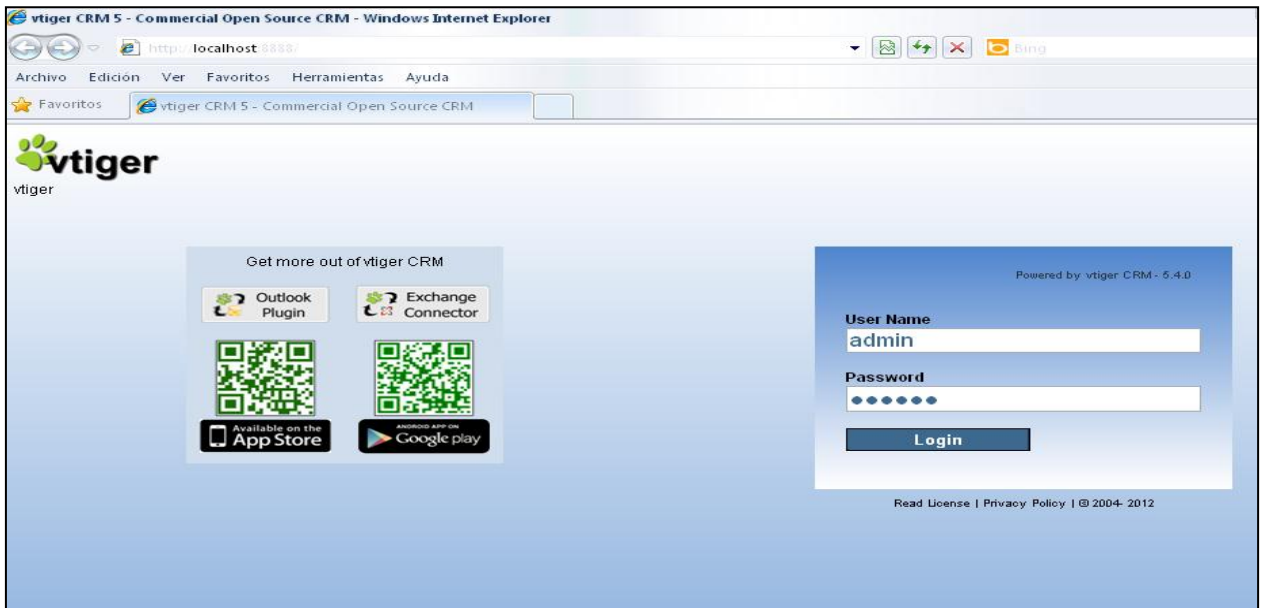 vtiger CRM 5 - Commercial Open Source CRM - Windows Internet Explorer
http://localhost:8888/
Bing
Archivo Edición Ver Favoritos Herramientas Ayuda
Favoritos
vtiger CRM 5 - Commercial Open Source CRM
vtiger
vtiger
Get more out of vtiger CRM
Outlook Plugin
Exchange Connector
Available on the
App Store
ANDROID APP ON
Google play
Powered by vtiger CRM - 5.4.0
User Name
admin
Password
●●●●●●
Login
Read License | Privacy Policy | © 2004- 2012